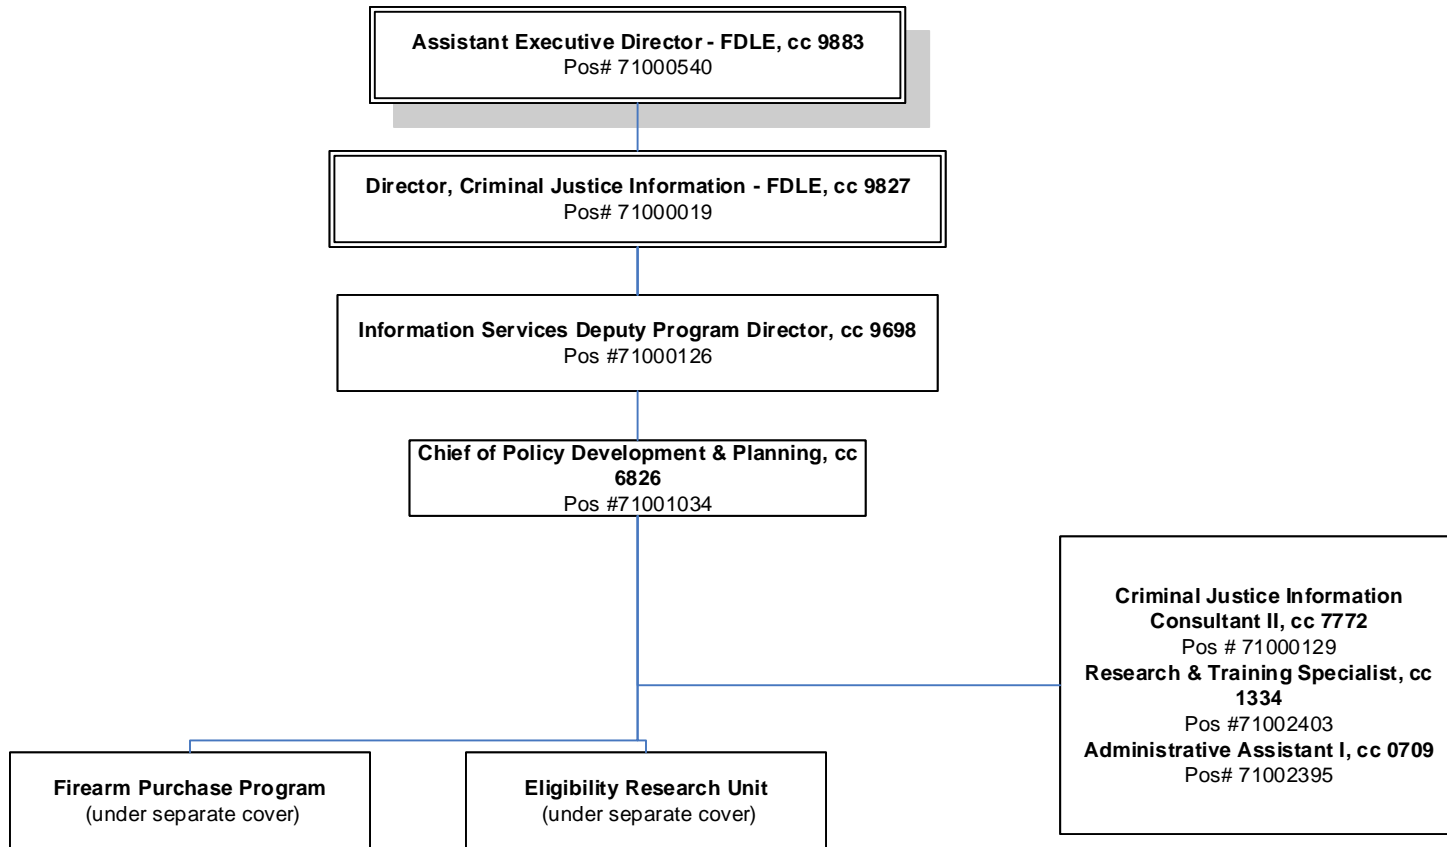 Assistant Executive Director - FDLE, cc 9883
Pos# 71000540
Director, Criminal Justice Information - FDLE, cc 9827
Pos# 71000019
Information Services Deputy Program Director, cc 9698
Pos #71000126
Chief of Policy Development & Planning, cc
6826
Pos #71001034
Criminal Justice Information
Consultant II, cc 7772
Pos # 71000129
Research & Training Specialist, cc
1334
Pos #71002403
Administrative Assistant I, cc 0709
Pos# 71002395
Firearm Purchase Program
(under separate cover)
Eligibility Research Unit
(under separate cover)